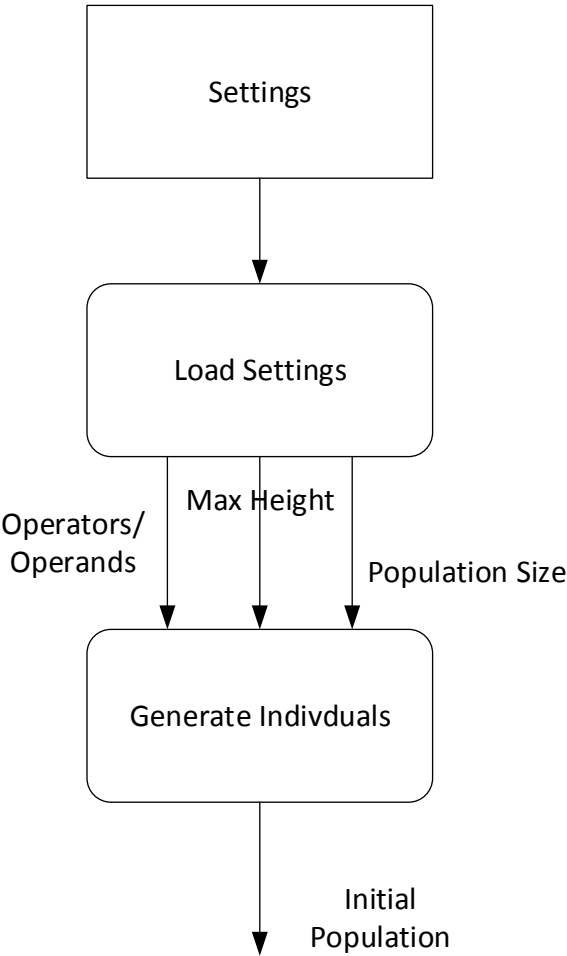 Settings
Load Settings
Max Height
Operators/
Operands
Population Size
Generate Indivduals
Initial
Population